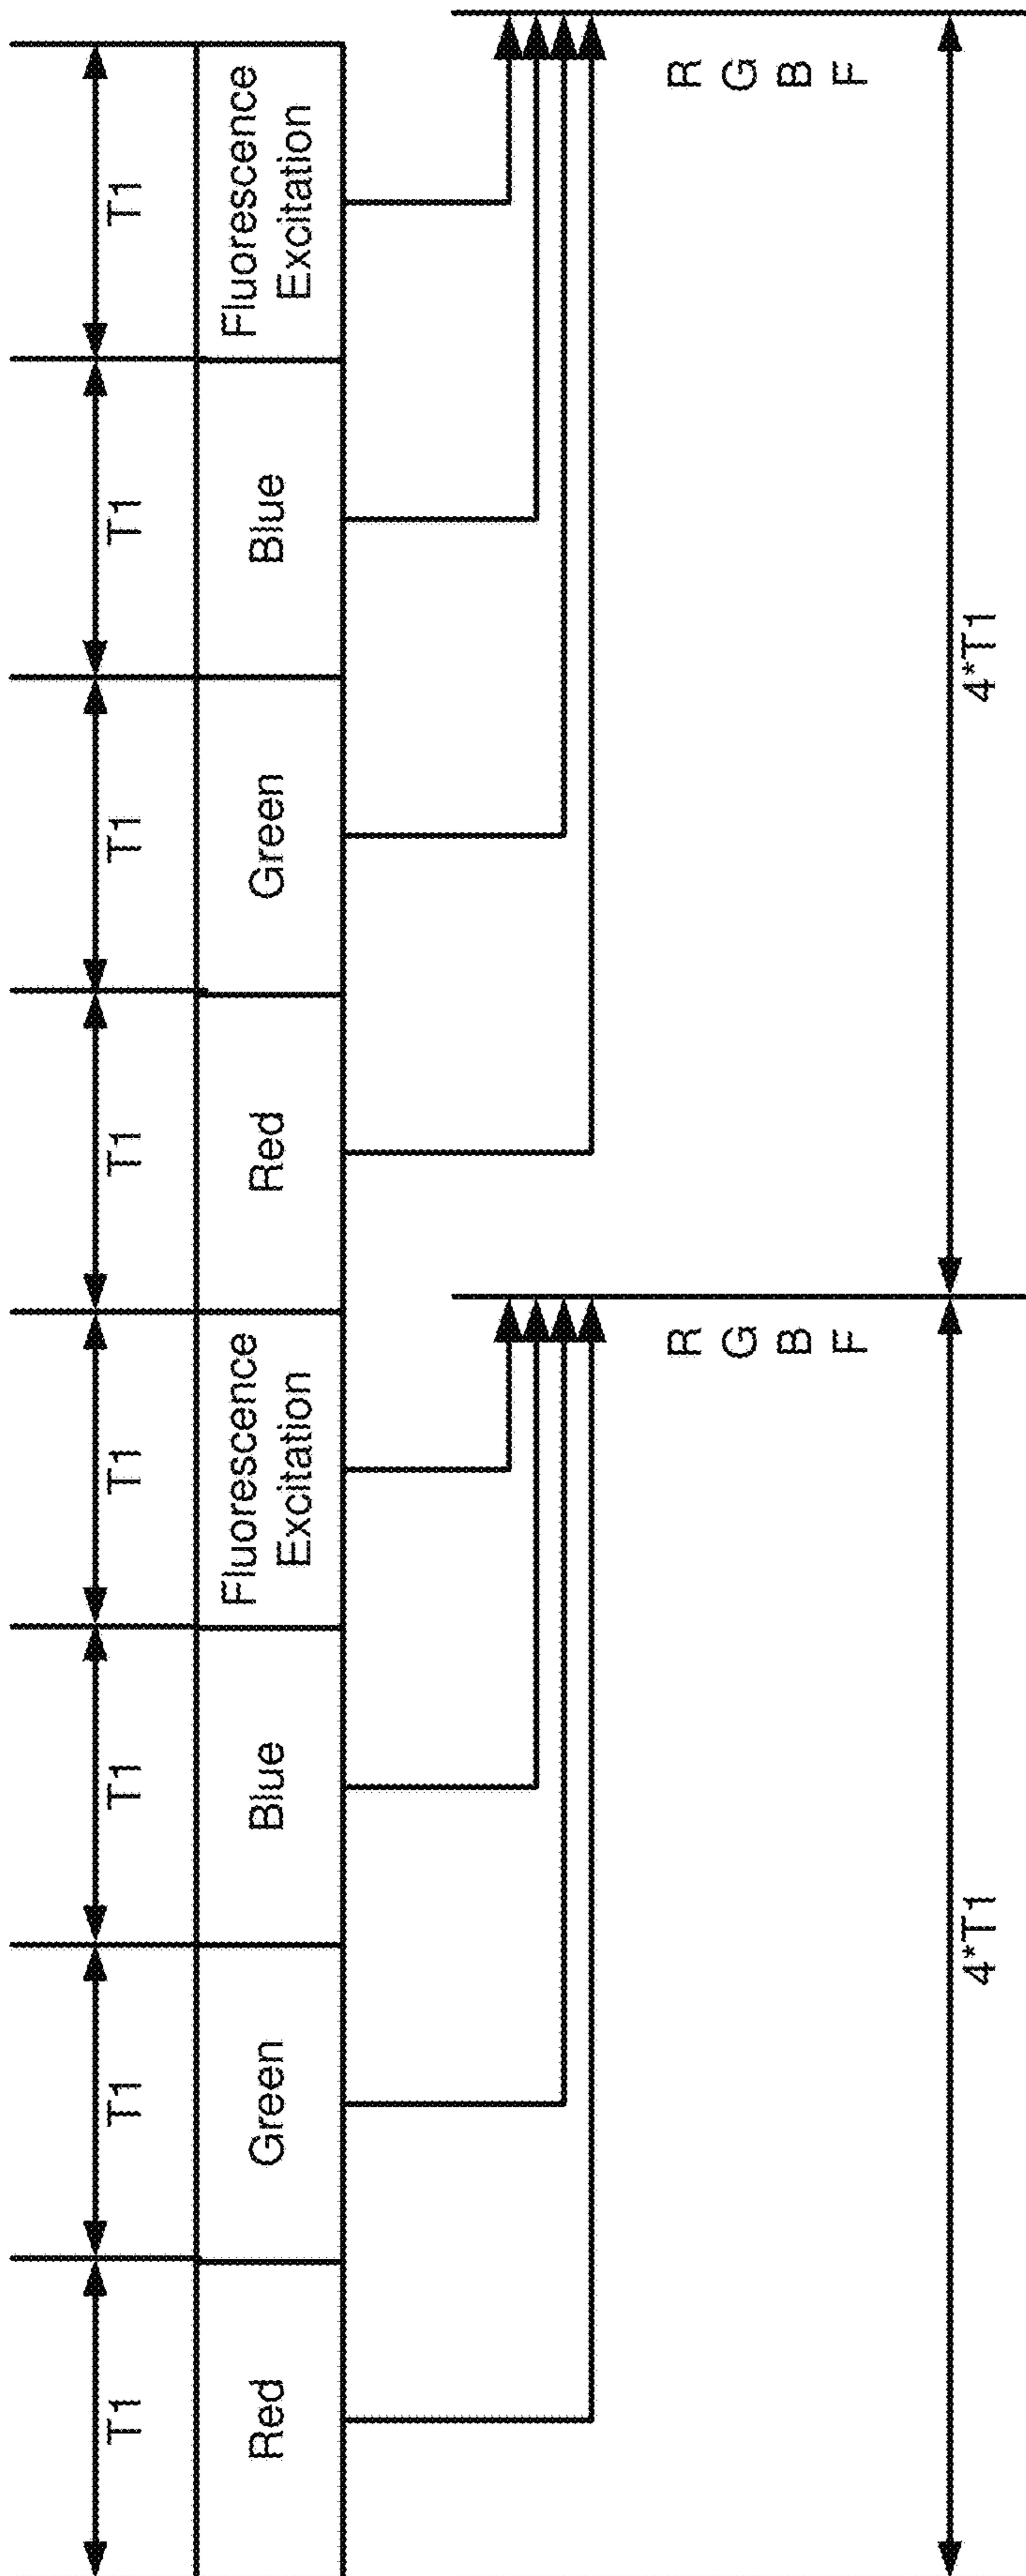 T1 T1 T1 T1 T1 T1 T1 T1
Red Green Blue Fluorescence Excitation Red Green Blue Fluorescence Excitation
R R
G G
B B
F F
4*T1 4*T1